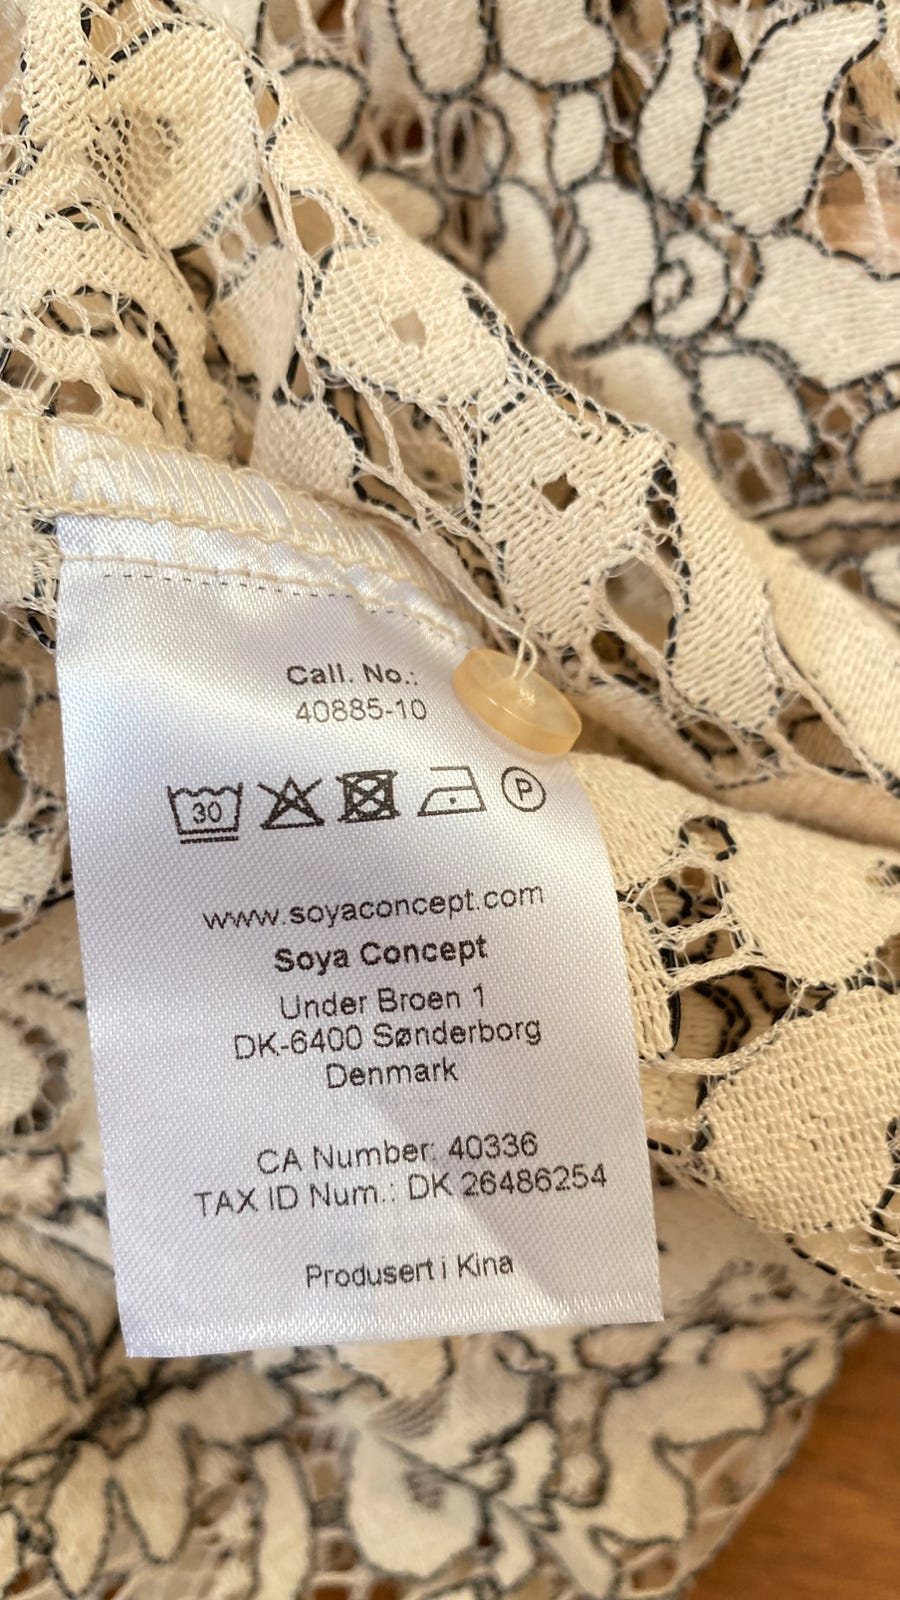 Call. No.:
40885-10
30 P
www.soyaconcept.com
Soya Concept
Under Broen 1
DK-6400 Sønderborg
Denmark
CA Number: 40336
TAX ID Num.: DK 26486254
Produsert i Kina